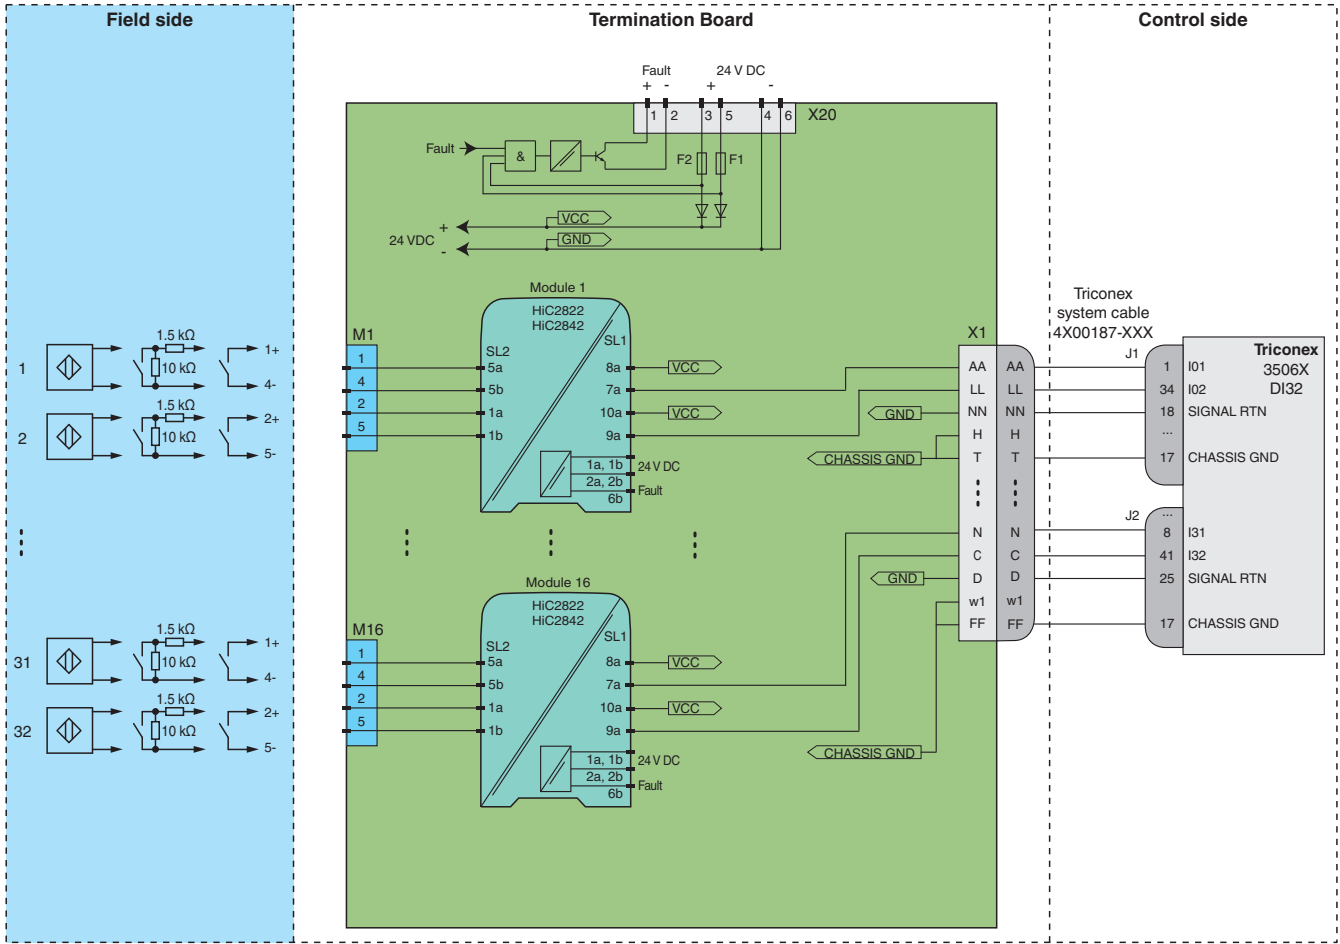 Field side
Termination Board
Control side
Fault
24 V DC
+ -
+ -
1 2 3 5 4 6
X20
Fault
&
F2
F1
VCC
+
24 VDC
-
GND
Module 1
HiC2822
HiC2842
M1
SL2
SL1
1
4
2
5
5a
5b
1a
1b
8a
7a
10a
9a
VCC
VCC
1a, 1b
2a, 2b
6b
24 V DC
Fault
1
1.5 kΩ
10 kΩ
1+
4-
2
1.5 kΩ
10 kΩ
2+
5-
GND
CHASSIS GND
X1
AA AA
LL LL
NN NN
H H
T T
N N
C C
D D
w1 w1
FF FF
Triconex
system cable
4X00187-XXX
J1
Triconex
3506X
DI32
1 I01
34 I02
18 SIGNAL RTN
...
17 CHASSIS GND
J2
...
8 I31
41 I32
25 SIGNAL RTN
17 CHASSIS GND
Module 16
HiC2822
HiC2842
M16
SL2
SL1
1
4
2
5
5a
5b
1a
1b
8a
7a
10a
9a
VCC
VCC
1a, 1b
2a, 2b
6b
24 V DC
Fault
31
1.5 kΩ
10 kΩ
1+
4-
32
1.5 kΩ
10 kΩ
2+
5-
GND
CHASSIS GND